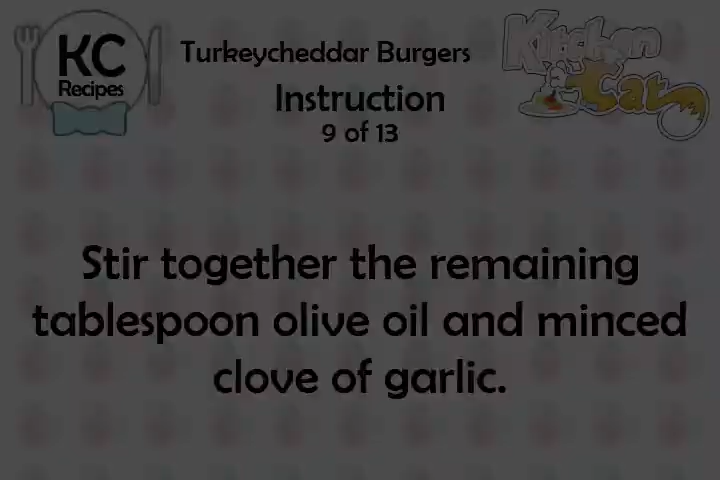 KC
Recipes
Turkeycheddar Burgers
Instruction
9 of 13
Kitchen
Cat
Stir together the remaining
tablespoon olive oil and minced
clove of garlic.